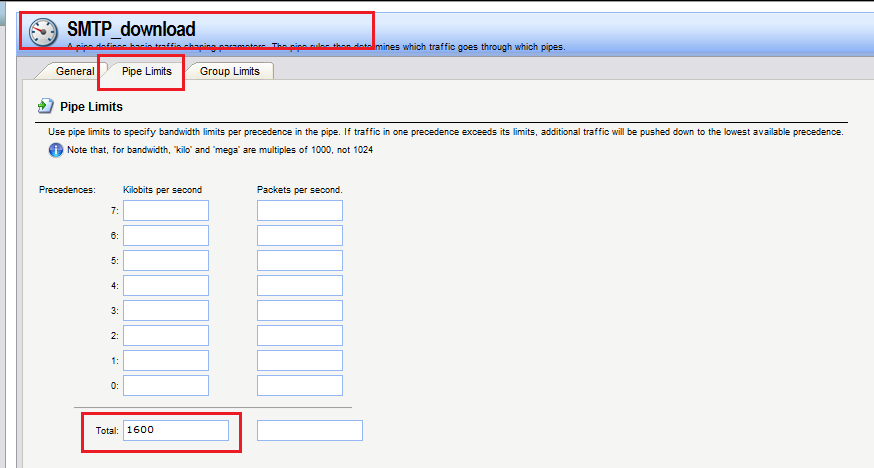 SMTP_download
A pipe defines basic traffic shaping parameters. The pipe rules then determines which traffic goes through which pipes.
General Pipe Limits Group Limits
Pipe Limits
Use pipe limits to specify bandwidth limits per precedence in the pipe. If traffic in one precedence exceeds its limits, additional traffic will be pushed down to the lowest available precedence.
Note that, for bandwidth, 'kilo' and 'mega' are multiples of 1000, not 1024
Precedences: Kilobits per second Packets per second.
7:
6:
5:
4:
3:
2:
1:
0:
Total: 1600